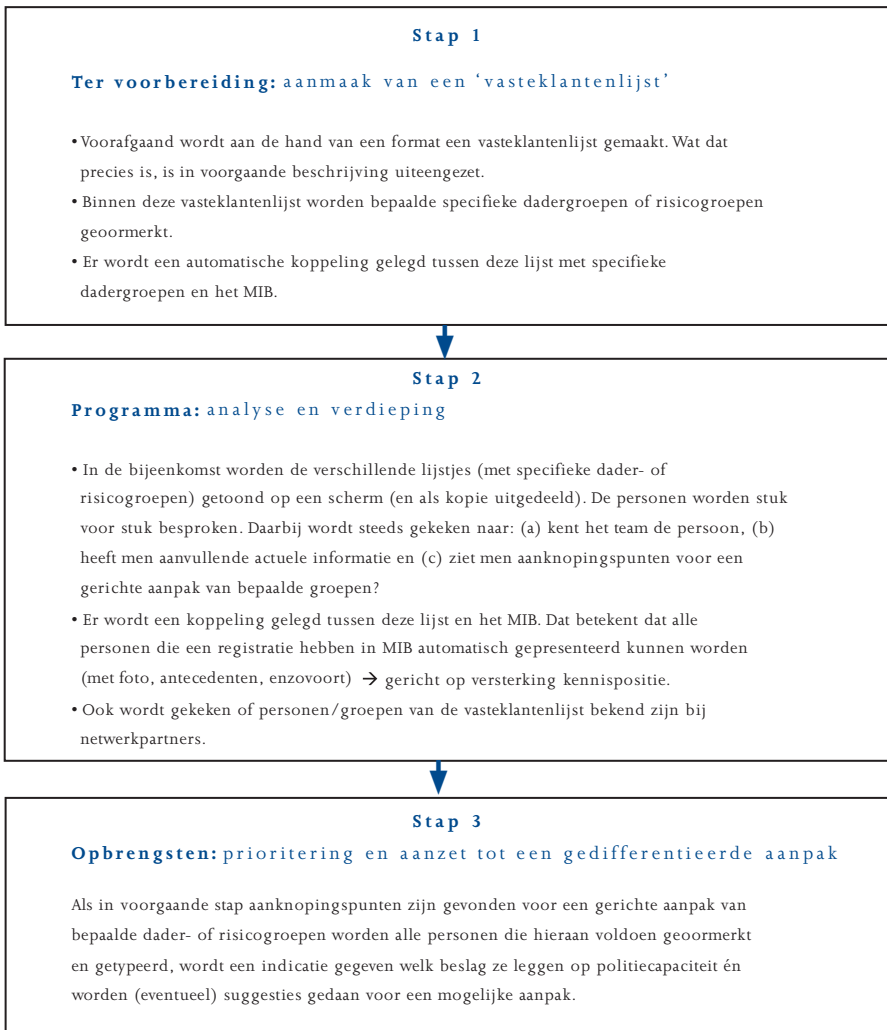 Stap 1
Ter voorbereiding: aanmaak van een ‘vasteklantenlijst’
• Voorafgaand wordt aan de hand van een format een vasteklantenlijst gemaakt. Wat dat
precies is, is in voorgaande beschrijving uiteengezet.
• Binnen deze vasteklantenlijst worden bepaalde specifieke dadergroepen of risicogroepen
geoormerkt.
• Er wordt een automatische koppeling gelegd tussen deze lijst met specifieke
dadergroepen en het MIB.
Stap 2
Programma: analyse en verdieping
• In de bijeenkomst worden de verschillende lijstjes (met specifieke dader- of
risicogroepen) getoond op een scherm (en als kopie uitgedeeld). De personen worden stuk
voor stuk besproken. Daarbij wordt steeds gekeken naar: (a) kent het team de persoon, (b)
heeft men aanvullende actuele informatie en (c) ziet men aanknopingspunten voor een
gerichte aanpak van bepaalde groepen?
• Er wordt een koppeling gelegd tussen deze lijst en het MIB. Dat betekent dat alle
personen die een registratie hebben in MIB automatisch gepresenteerd kunnen worden
(met foto, antecedenten, enzovoort) → gericht op versterking kennispositie.
• Ook wordt gekeken of personen/groepen van de vasteklantenlijst bekend zijn bij
netwerkpartners.
Stap 3
Opbrengsten: prioritering en aanzet tot een gedifferentieerde aanpak
Als in voorgaande stap aanknopingspunten zijn gevonden voor een gerichte aanpak van
bepaalde dader- of risicogroepen worden alle personen die hieraan voldoen geoormerkt
en getypeerd, wordt een indicatie gegeven welk beslag ze leggen op politiecapaciteit én
worden (eventueel) suggesties gedaan voor een mogelijke aanpak.